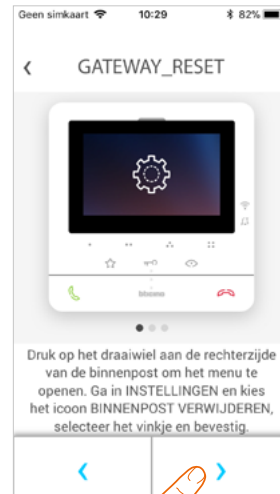 Geen simkaart 10:29 82%
GATEWAY_RESET
bticino
Druk op het draaiwiel aan de rechterzijde
van de binnenpost om het menu te
openen. Ga in INSTELLINGEN en kies
het icoon BINNENPOST VERWIJDEREN,
selecteer het vinkje en bevestig.